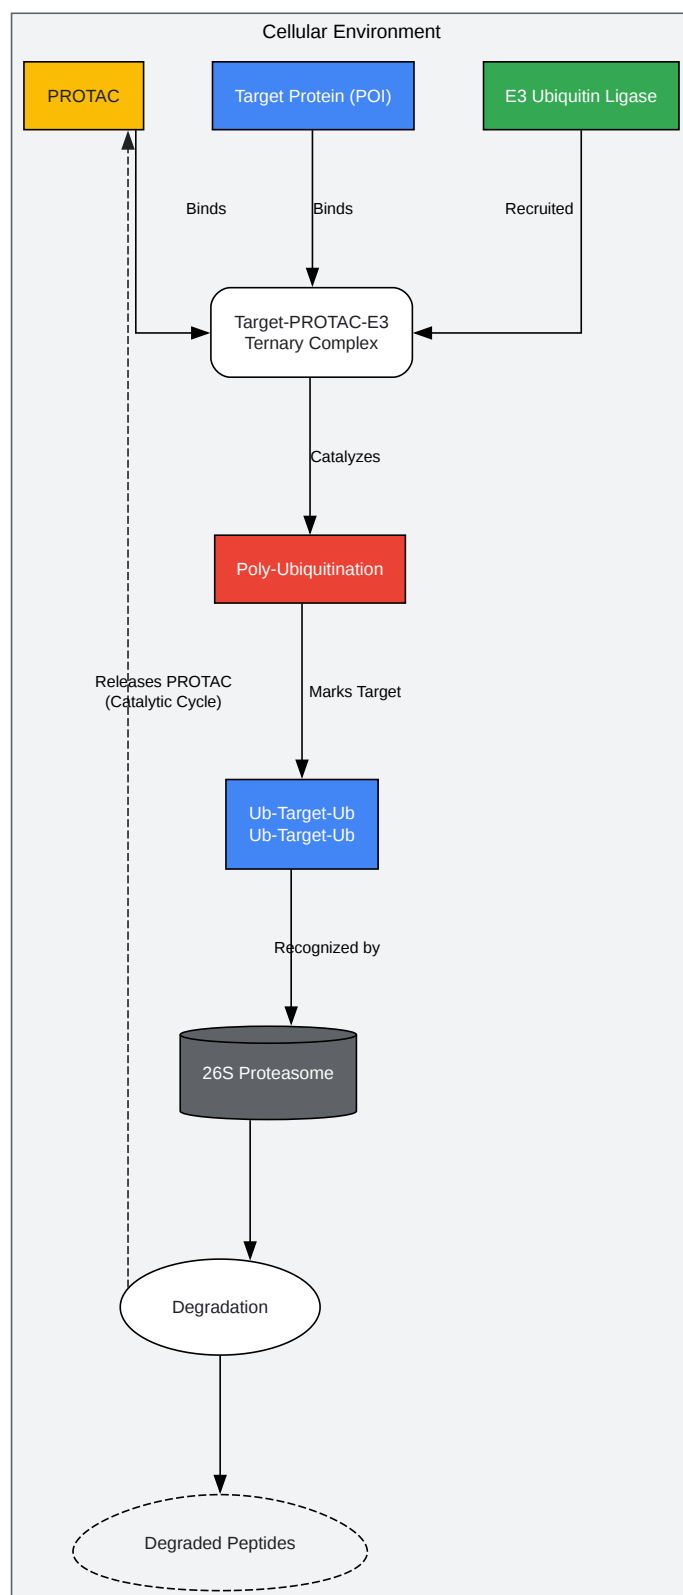 Cellular Environment
PROTAC
Target Protein (POI)
E3 Ubiquitin Ligase
Binds
Binds
Recruited
Target-PROTAC-E3
Ternary Complex
Catalyzes
Poly-Ubiquitination
Releases PROTAC
(Catalytic Cycle)
Marks Target
Ub-Target-Ub
Ub-Target-Ub
Recognized by
26S Proteasome
Degradation
Degraded Peptides